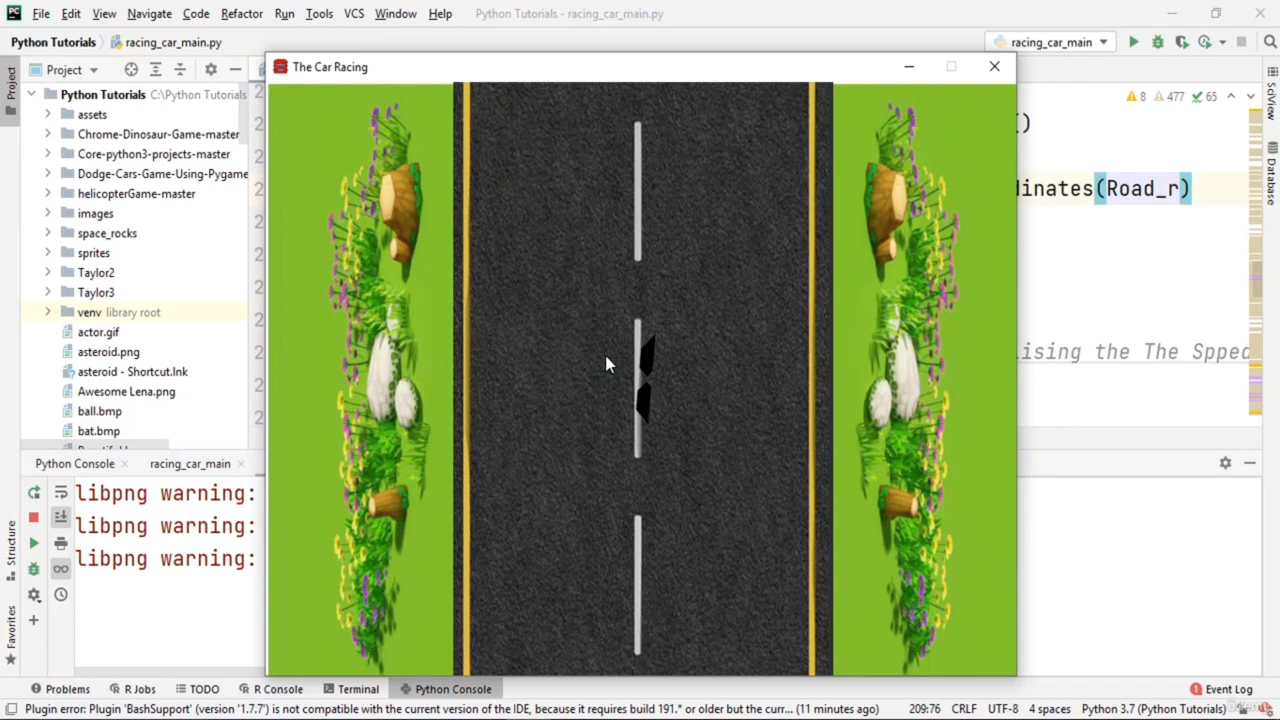 PC File Edit View Navigate Code Refactor Run Tools VCS Window Help Python Tutorials - racing_car_main.py
Python Tutorials racing_car_main.py racing_car_main
Project
Project
The Car Racing
SciView
Database
8 477 65
Python Tutorials C:\Python Tutorials
assets
Chrome-Dinosaur-Game-master
Core-python3-projects-master
Dodge-Cars-Game-Using-Pygame
helicopterGame-master
images
space_rocks
sprites
Taylor2
Taylor3
venv library root
actor.gif
asteroid.png
asteroid - Shortcut.lnk
Awesome Lena.png
ball.bmp
bat.bmp
()
dinates(Road_r)
ising the The Spped
Python Console racing_car_main
libpng warning:
libpng warning:
libpng warning:
Structure
Favorites
Problems R Jobs TODO R Console Terminal Python Console Event Log
Plugin error: Plugin 'BashSupport' (version '1.7.7') is not compatible with the current version of the IDE, because it requires build 191.* or older but the curr... (11 minutes ago) 209:76 CRLF UTF-8 4 spaces Python 3.7 (Python Tutorials)